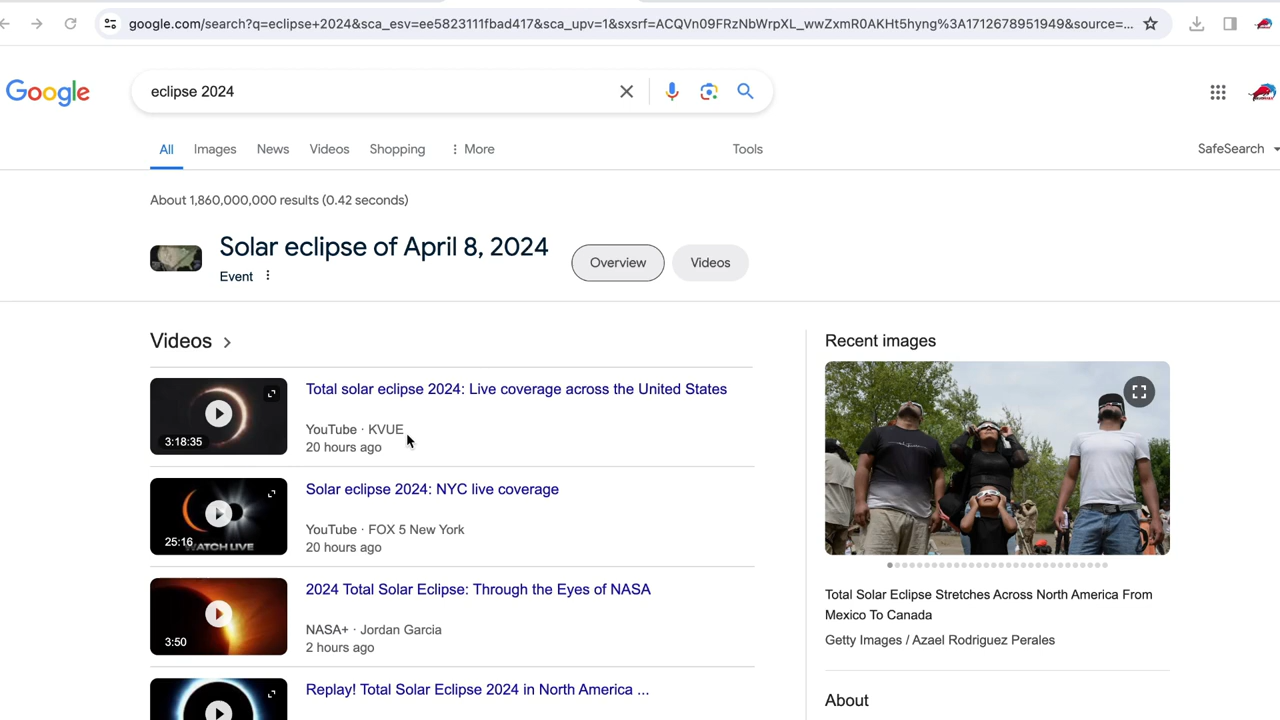 google.com/search?q=eclipse+2024&sca_esv=ee5823111fbad417&sca_upv=1&sxsrf=ACQVn09FRzNbWrpXL_wwZxmR0AKHt5hyng%3A1712678951949&source=...
Google
eclipse 2024
All Images News Videos Shopping More Tools SafeSearch
About 1,860,000,000 results (0.42 seconds)
Solar eclipse of April 8, 2024
Event
Overview Videos
Videos
Total solar eclipse 2024: Live coverage across the United States
YouTube · KVUE
20 hours ago
3:18:35
Solar eclipse 2024: NYC live coverage
YouTube · FOX 5 New York
20 hours ago
25:16
WATCH LIVE
2024 Total Solar Eclipse: Through the Eyes of NASA
NASA+ · Jordan Garcia
2 hours ago
3:50
Replay! Total Solar Eclipse 2024 in North America ...
Recent images
Total Solar Eclipse Stretches Across North America From
Mexico To Canada
Getty Images / Azael Rodriguez Perales
About